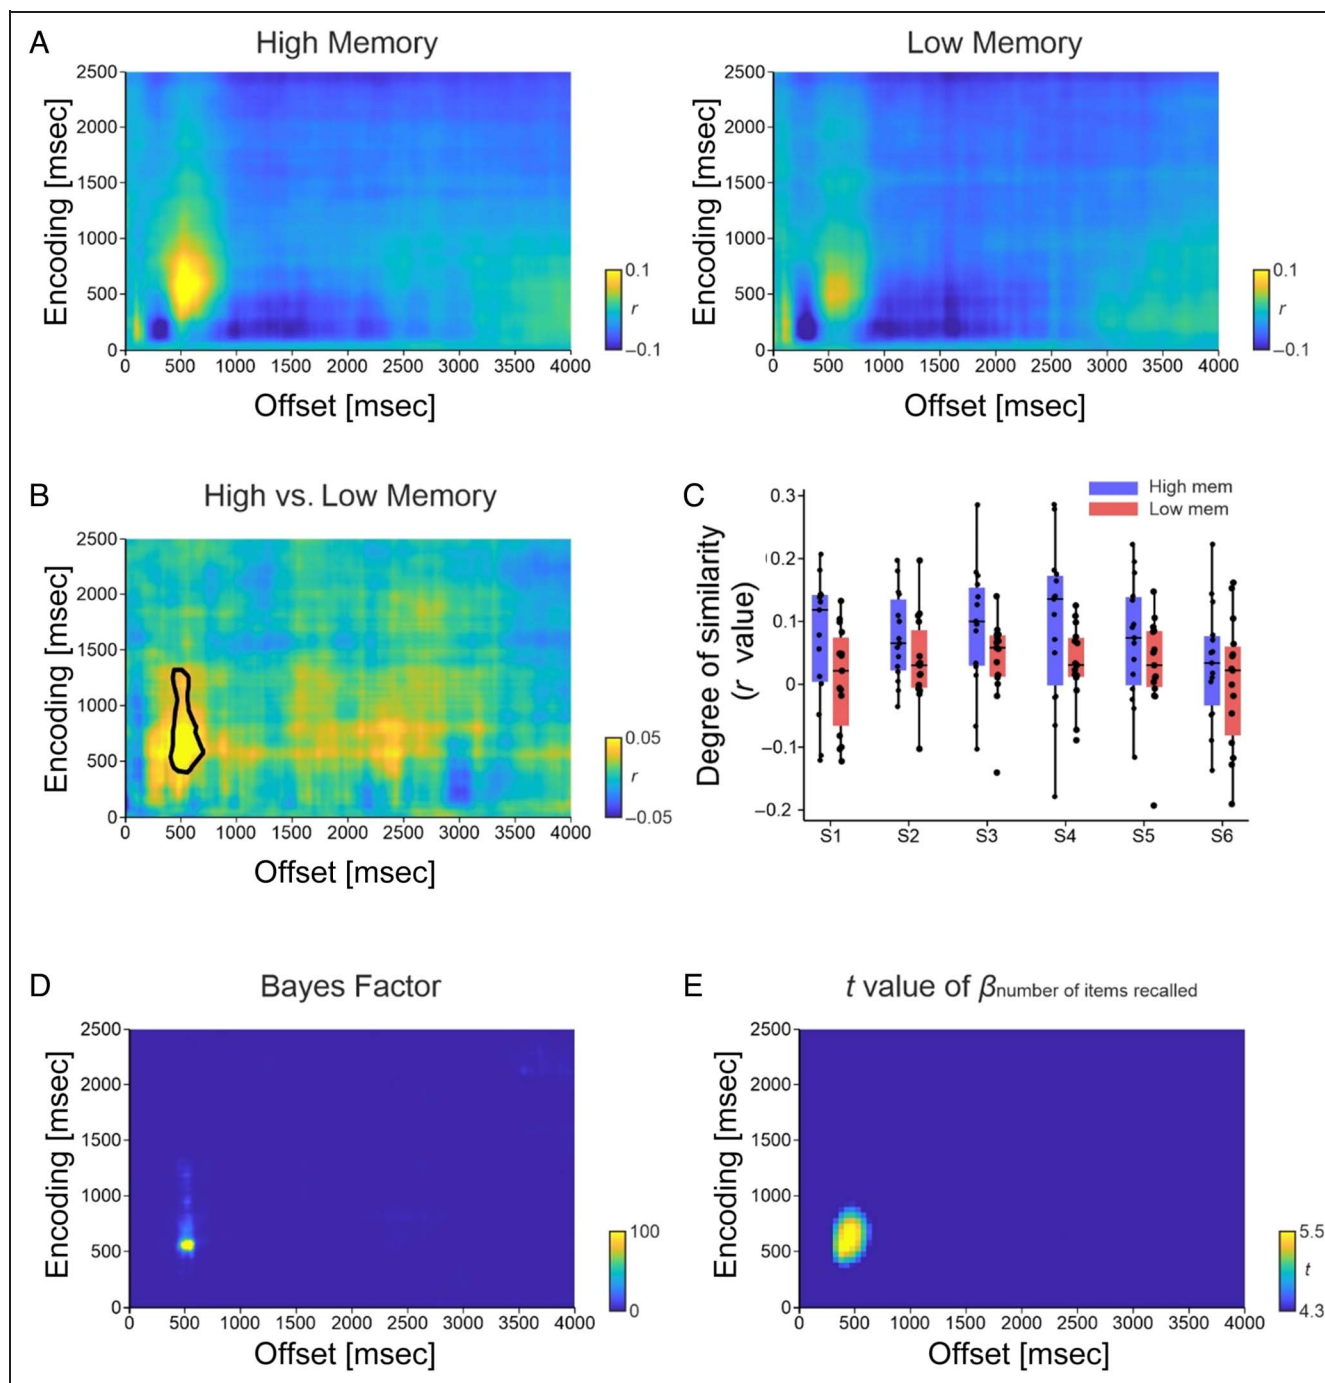 A
High Memory
Low Memory
Encoding [msec]
2500
2000
1500
1000
500
0
0 500 1000 1500 2000 2500 3000 3500 4000
Offset [msec]
0.1
r
–0.1
Encoding [msec]
2500
2000
1500
1000
500
0
0 500 1000 1500 2000 2500 3000 3500 4000
Offset [msec]
0.1
r
–0.1
B
High vs. Low Memory
Encoding [msec]
2500
2000
1500
1000
500
0
0 500 1000 1500 2000 2500 3000 3500 4000
Offset [msec]
0.05
r
–0.05
C
High mem
Low mem
Degree of similarity
(r value)
0.3
0.2
0.1
0
–0.1
–0.2
S1 S2 S3 S4 S5 S6
D
Bayes Factor
Encoding [msec]
2500
2000
1500
1000
500
0
0 500 1000 1500 2000 2500 3000 3500 4000
Offset [msec]
100
0
E
t value of βnumber of items recalled
Encoding [msec]
2500
2000
1500
1000
500
0
0 500 1000 1500 2000 2500 3000 3500 4000
Offset [msec]
5.5
t
4.3